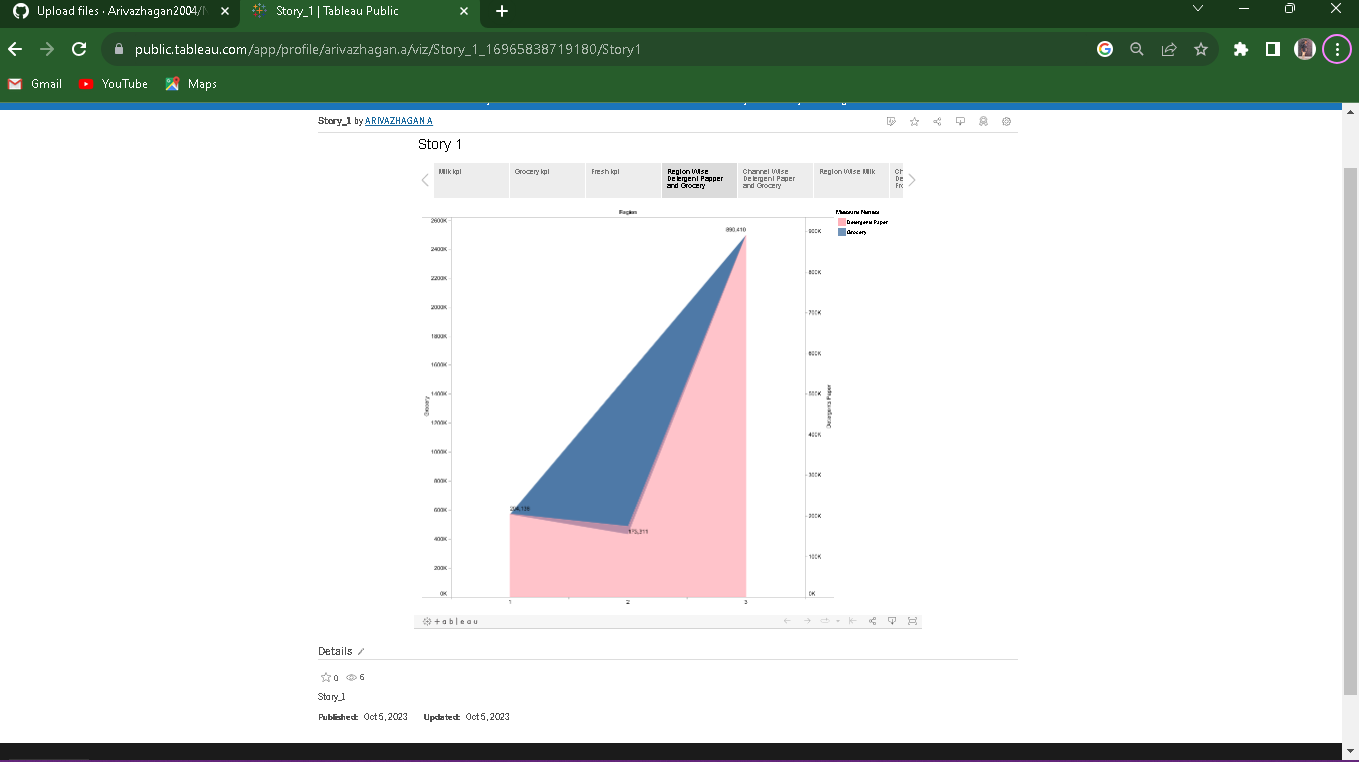 Upload files · Arivazhagan2004/N
Story_1 | Tableau Public
public.tableau.com/app/profile/arivazhagan.a/viz/Story_1_16965838719180/Story1
Gmail YouTube Maps
Story_1 by ARIVAZHAGAN A
Story 1
Milk kpi
Grocery kpi
Fresh kpi
Region Wise
Detergent Papper
and Grocery
Channel Wise
Detergent Paper
and Grocery
Region Wise Milk
Ch
De
Fro
Region
Measure Names
Detergents Paper
Grocery
2600K
2400K
2200K
2000K
1800K
1600K
1400K
1200K
1000K
800K
600K
400K
200K
0K
Grocery
890,410
175,211
900K
800K
700K
600K
500K
400K
300K
200K
100K
0K
Detergents Paper
1 2 3
+ a b l e a u
Details
0 6
Story_1
Published: Oct 5, 2023 Updated: Oct 5, 2023